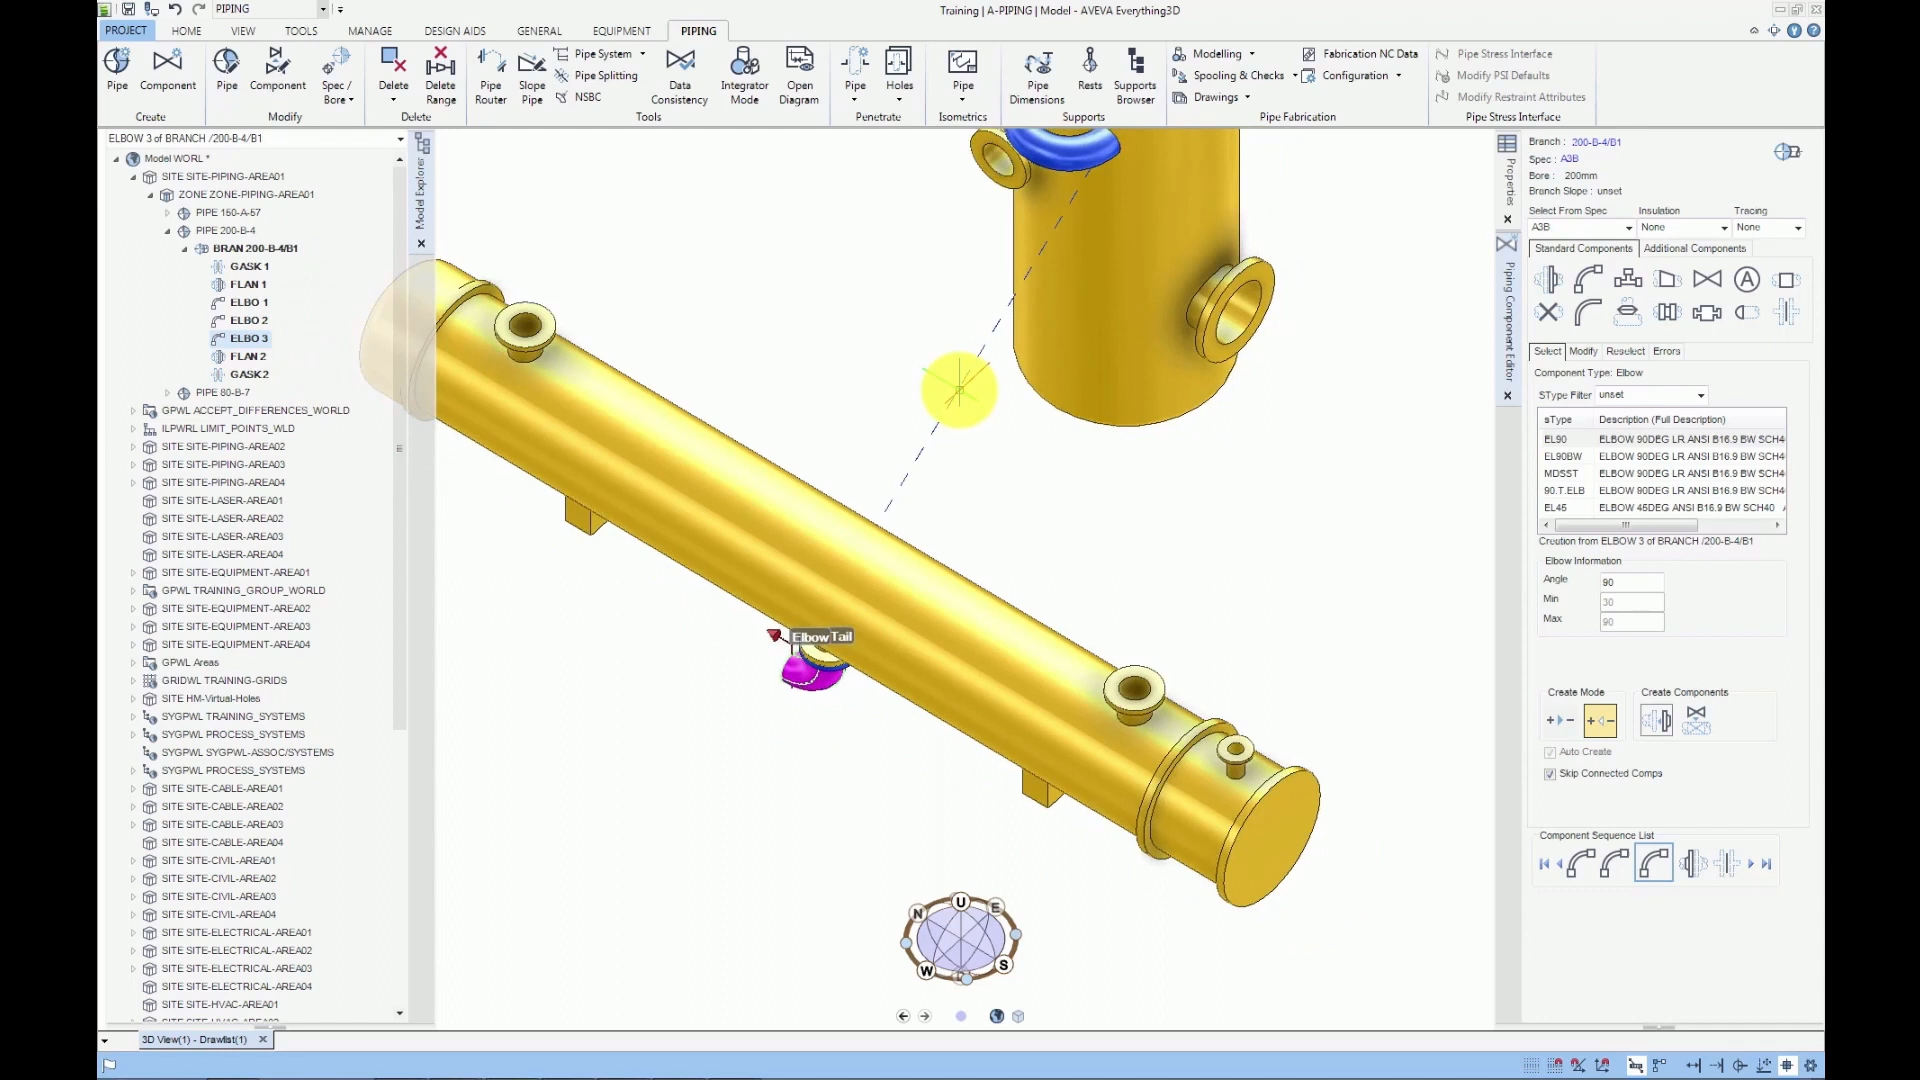 PIPING
Training | A-PIPING | Model - AVEVA Everything3D
PROJECT HOME VIEW TOOLS MANAGE DESIGN AIDS GENERAL EQUIPMENT PIPING
Pipe Component
Create
Pipe Component Spec / Bore
Modify
Delete Delete Range
Delete
Pipe Router Slope Pipe
Pipe System
Pipe Splitting
NSBC
Data Consistency Integrator Mode Open Diagram
Tools
Pipe Holes
Penetrate
Pipe
Isometrics
Pipe Dimensions Rests Supports Browser
Supports
Modelling
Spooling & Checks
Drawings
Fabrication NC Data
Configuration
Pipe Fabrication
Pipe Stress Interface
Modify PSI Defaults
Modify Restraint Attributes
Pipe Stress Interface
ELBOW 3 of BRANCH /200-B-4/B1
Model WORL *
SITE SITE-PIPING-AREA01
ZONE ZONE-PIPING-AREA01
PIPE 150-A-57
PIPE 200-B-4
BRAN 200-B-4/B1
GASK 1
FLAN 1
ELBO 1
ELBO 2
ELBO 3
FLAN 2
GASK 2
PIPE 80-B-7
GPWL ACCEPT_DIFFERENCES_WORLD
ILPWRL LIMIT_POINTS_WLD
SITE SITE-PIPING-AREA02
SITE SITE-PIPING-AREA03
SITE SITE-PIPING-AREA04
SITE SITE-LASER-AREA01
SITE SITE-LASER-AREA02
SITE SITE-LASER-AREA03
SITE SITE-LASER-AREA04
SITE SITE-EQUIPMENT-AREA01
GPWL TRAINING_GROUP_WORLD
SITE SITE-EQUIPMENT-AREA02
SITE SITE-EQUIPMENT-AREA03
SITE SITE-EQUIPMENT-AREA04
GPWL Areas
GRIDWL TRAINING-GRIDS
SITE HM-Virtual-Holes
SYGPWL TRAINING_SYSTEMS
SYGPWL PROCESS_SYSTEMS
SYGPWL SYGPWL-ASSOC/SYSTEMS
SYGPWL PROCESS_SYSTEMS
SITE SITE-CABLE-AREA01
SITE SITE-CABLE-AREA02
SITE SITE-CABLE-AREA03
SITE SITE-CABLE-AREA04
SITE SITE-CIVIL-AREA01
SITE SITE-CIVIL-AREA02
SITE SITE-CIVIL-AREA03
SITE SITE-CIVIL-AREA04
SITE SITE-ELECTRICAL-AREA01
SITE SITE-ELECTRICAL-AREA02
SITE SITE-ELECTRICAL-AREA03
SITE SITE-ELECTRICAL-AREA04
SITE SITE-HVAC-AREA01
Model Explorer
Elbow Tail
N U E
W S
Properties
Piping Component Editor
Branch : 200-B-4/B1
Spec : A3B
Bore : 200mm
Branch Slope : unset
Select From Spec Insulation Tracing
A3B None None
Standard Components Additional Components
A
Select Modify Reselect Errors
Component Type: Elbow
SType Filter unset
sType Description (Full Description)
EL90 ELBOW 90DEG LR ANSI B16.9 BW SCH4
EL90BW ELBOW 90DEG LR ANSI B16.9 BW SCH4
MDSST ELBOW 90DEG LR ANSI B16.9 BW SCH4
90.T.ELB ELBOW 90DEG LR ANSI B16.9 BW SCH4
EL45 ELBOW 45DEG ANSI B16.9 BW SCH40
Creation from ELBOW 3 of BRANCH /200-B-4/B1
Elbow Information
Angle 90
Min 30
Max 90
Create Mode Create Components
Auto Create
Skip Connected Comps
Component Sequence List
3D View(1) - Drawlist(1)